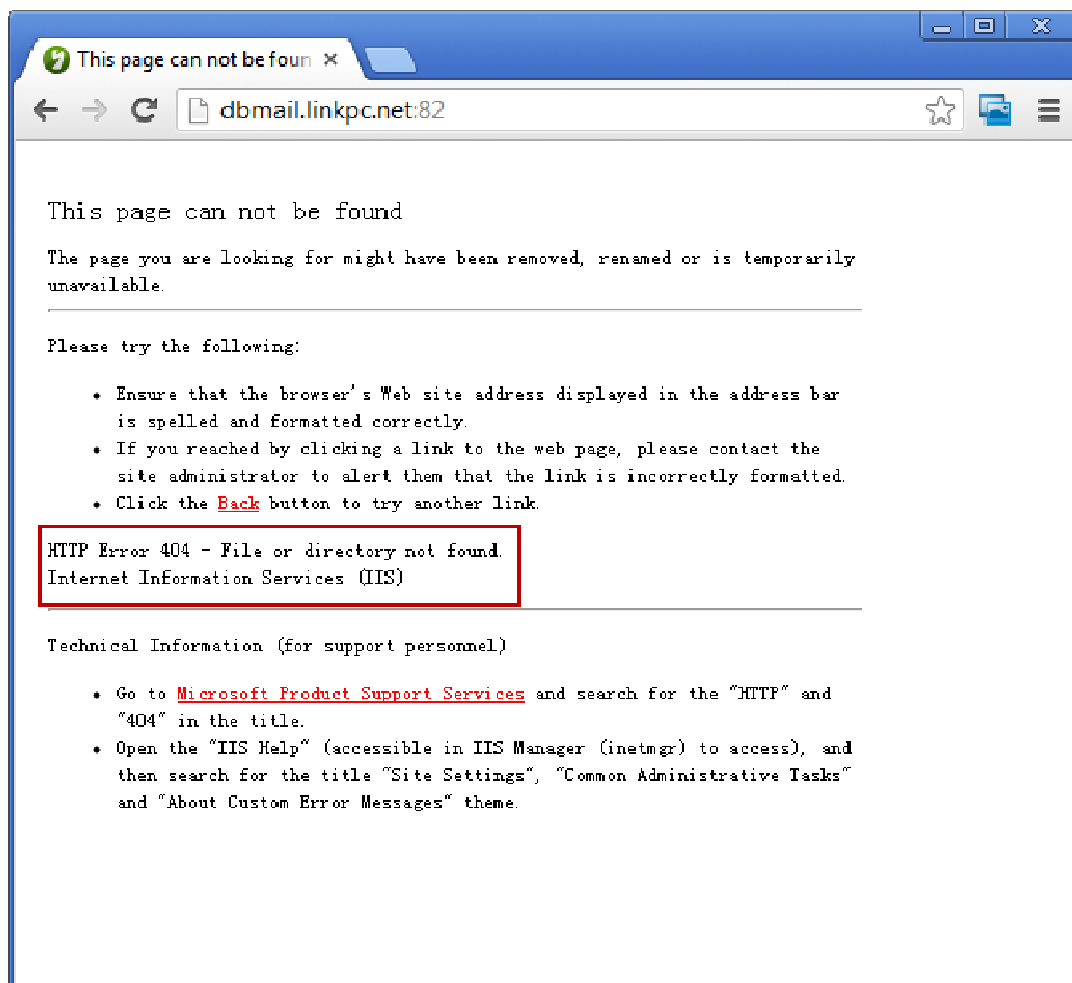 This page can not be foun
dbmail.linkpc.net:82
This page can not be found
The page you are looking for might have been removed, renamed or is temporarily
unavailable.
Please try the following:
• Ensure that the browser's Web site address displayed in the address bar
is spelled and formatted correctly.
• If you reached by clicking a link to the web page, please contact the
site administrator to alert them that the link is incorrectly formatted.
• Click the Back button to try another link.
HTTP Error 404 - File or directory not found.
Internet Information Services (IIS)
Technical Information (for support personnel)
• Go to Microsoft Product Support Services and search for the "HTTP" and
"404" in the title.
• Open the "IIS Help" (accessible in IIS Manager (inetmgr) to access), and
then search for the title "Site Settings", "Common Administrative Tasks"
and "About Custom Error Messages" theme.